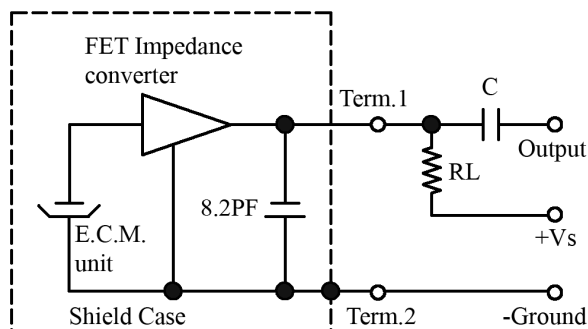 FET Impedance
converter
Term.1
C
Output
RL
8.2PF
+Vs
E.C.M.
unit
Shield Case
Term.2
-Ground